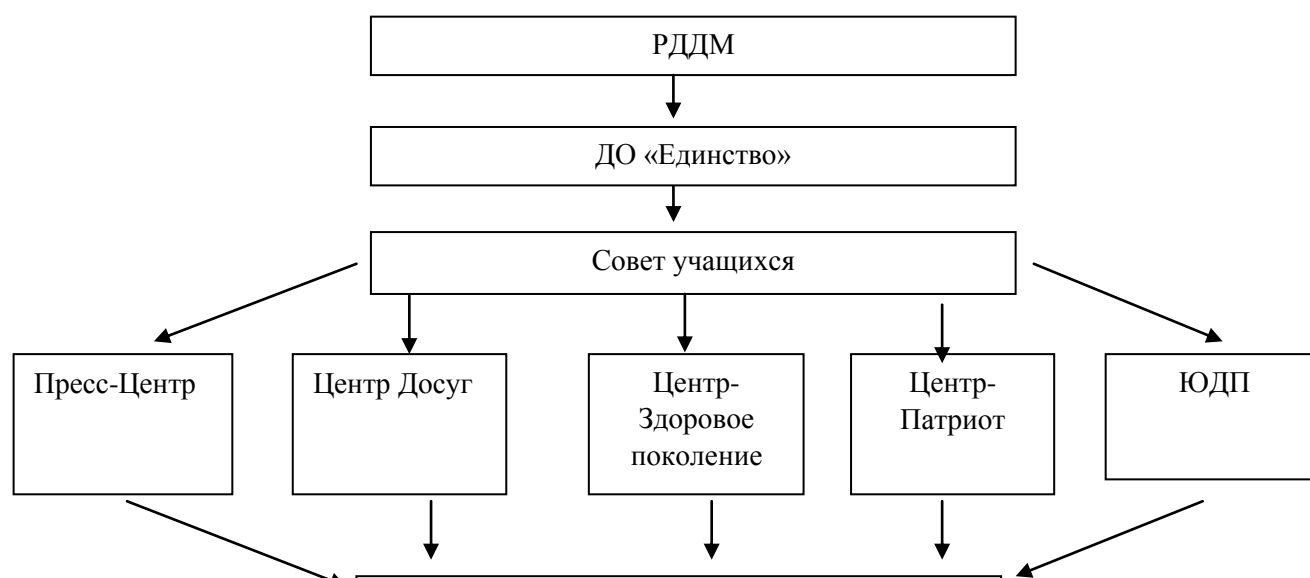 РДДМ
ДО «Единство»
Совет учащихся
Пресс-Центр
Центр Досуг
Центр-
Здоровое
поколение
Центр-
Патриот
ЮДП